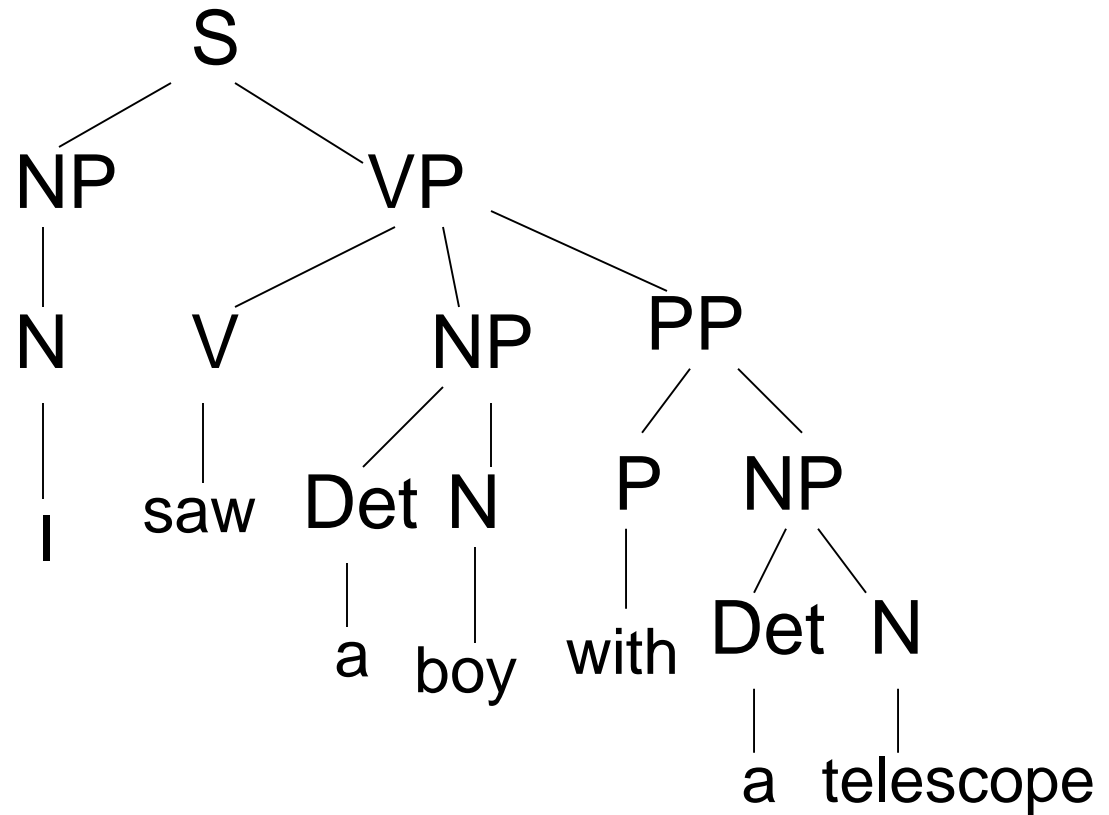 S
NP VP
N V NP PP
I saw Det N P NP
a boy with Det N
a telescope